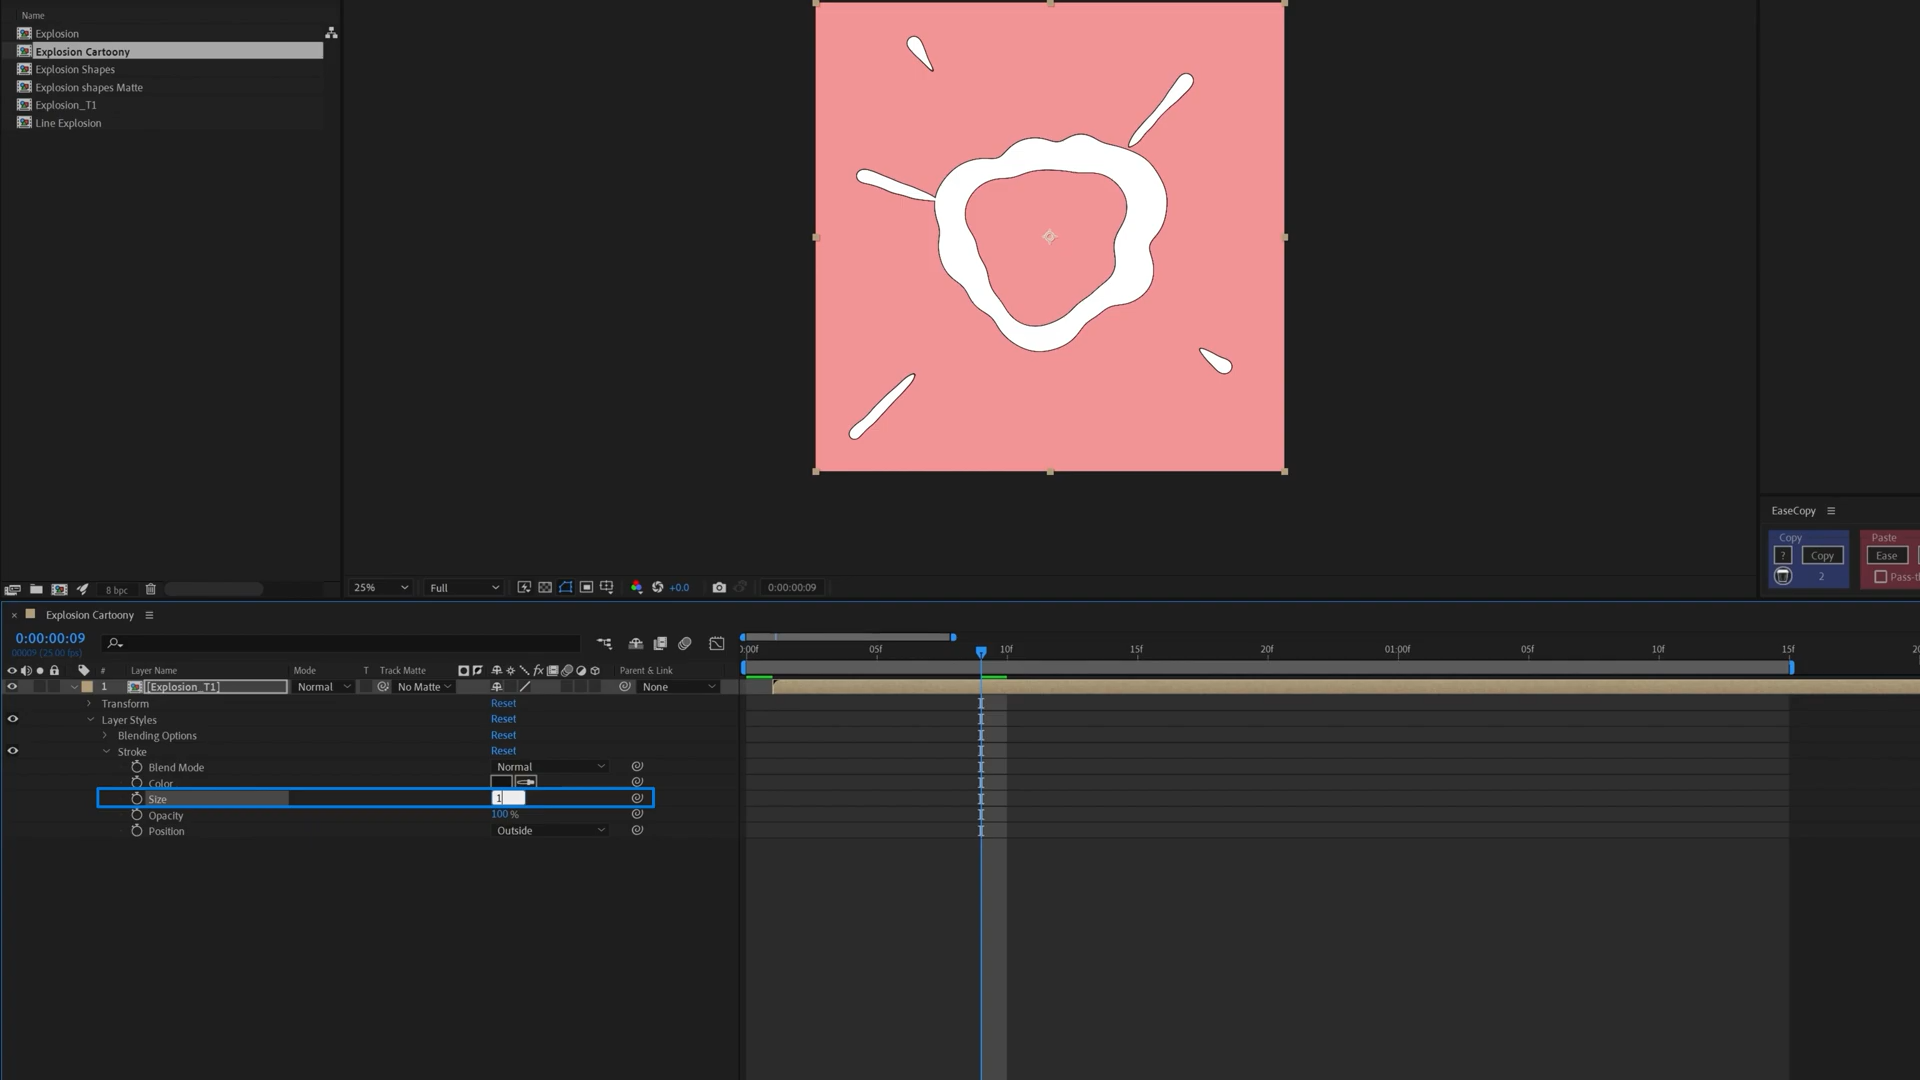 Name
Explosion
Explosion Cartoony
Explosion Shapes
Explosion shapes Matte
Explosion_T1
Line Explosion
EaseCopy
Copy
Paste
? Copy
Ease
2
Pass-t
8 bpc
25%
Full
+0.0
0:00:00:09
Explosion Cartoony
0:00:00:09
00009 (25.00 fps)
:00f 05f 10f 15f 20f 01:00f 05f 10f 15f 20
# Layer Name Mode T Track Matte fx Parent & Link
1 [Explosion_T1] Normal No Matte None
Transform Reset
Layer Styles Reset
Blending Options Reset
Stroke Reset
Blend Mode Normal
Color
Size 1
Opacity 100 %
Position Outside